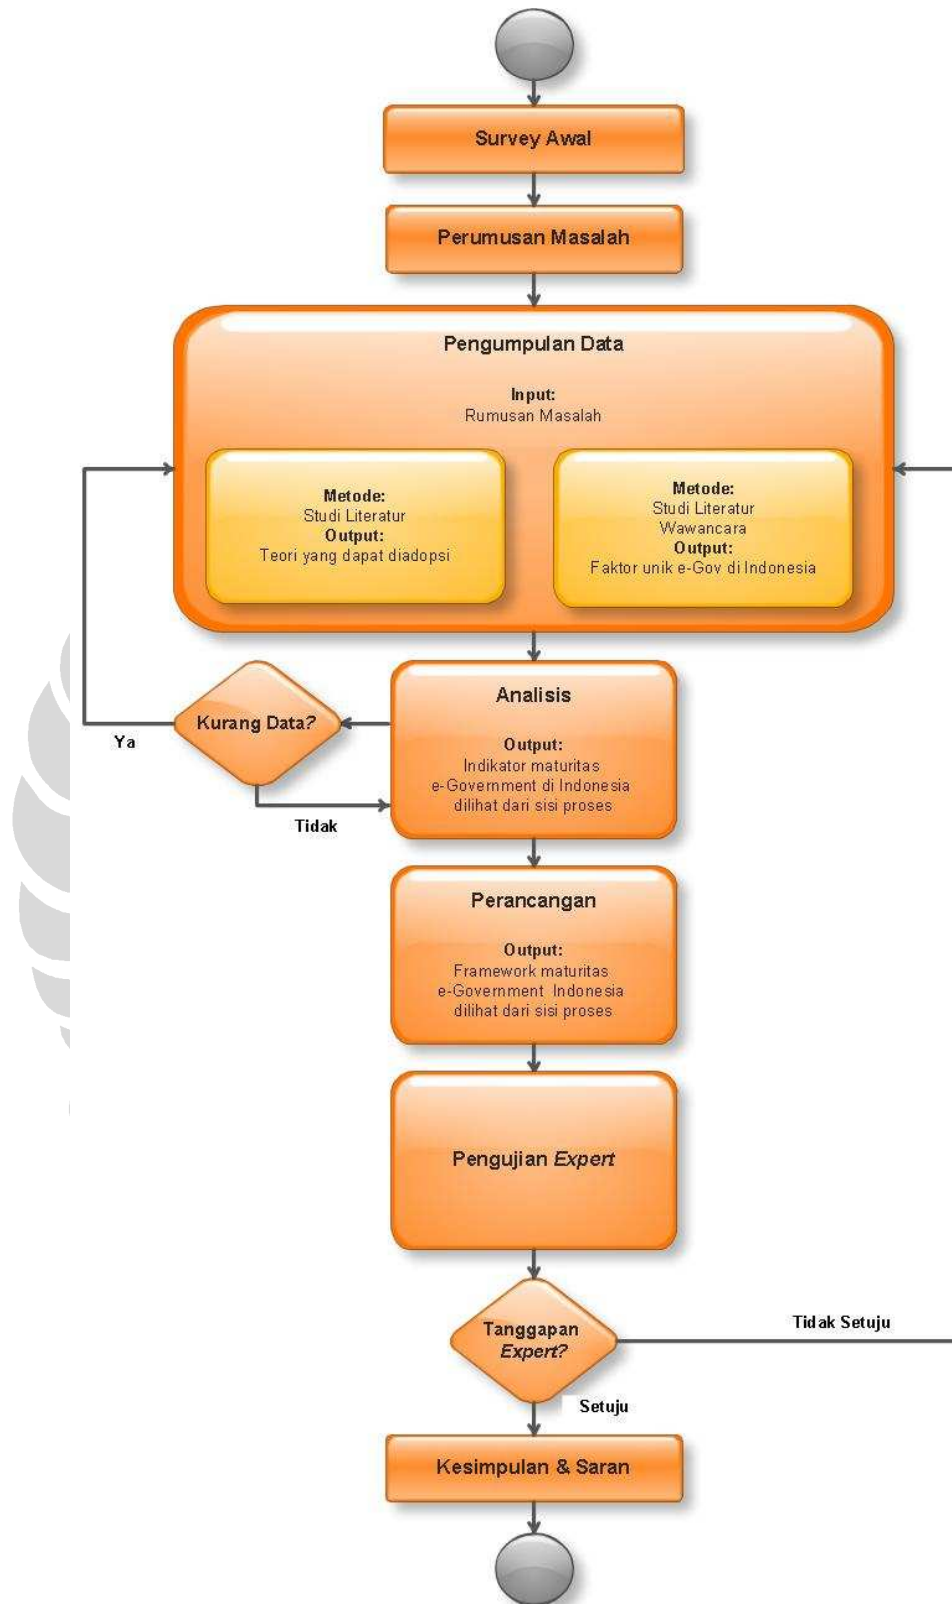 Survey Awal
Perumusan Masalah
Pengumpulan Data
Input:
Rumusan Masalah
Metode:
Studi Literatur
Output:
Teori yang dapat diadopsi
Metode:
Studi Literatur
Wawancara
Output:
Faktor unik e-Gov di Indonesia
Analisis
Output:
Indikator maturitas
e-Government di Indonesia
dilihat dari sisi proses
Kurang Data?
Ya
Tidak
Perancangan
Output:
Framework maturitas
e-Government Indonesia
dilihat dari sisi proses
Pengujian Expert
Tanggapan
Expert?
Tidak Setuju
Setuju
Kesimpulan & Saran